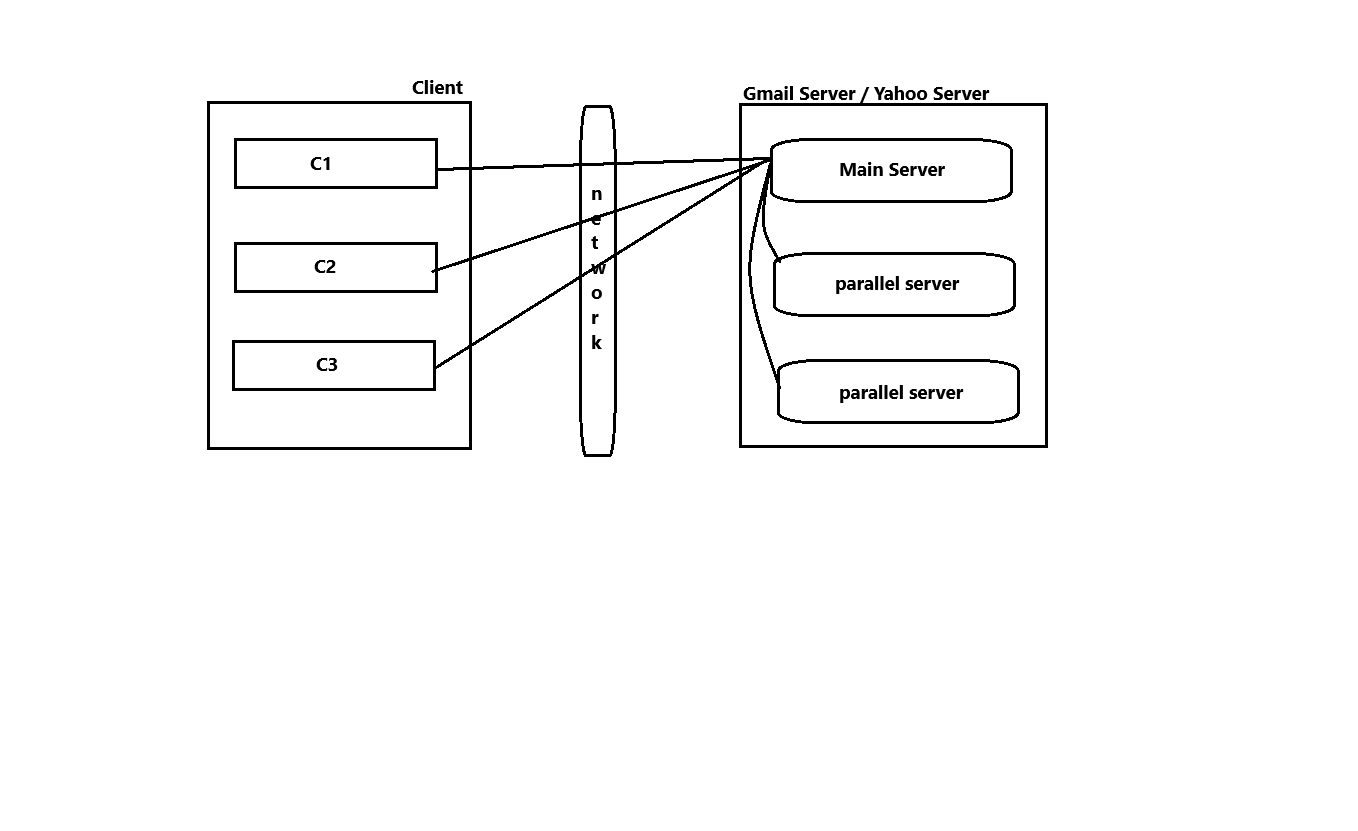 Client
Gmail Server / Yahoo Server
C1
C2
C3
n
e
t
w
o
r
k
Main Server
parallel server
parallel server